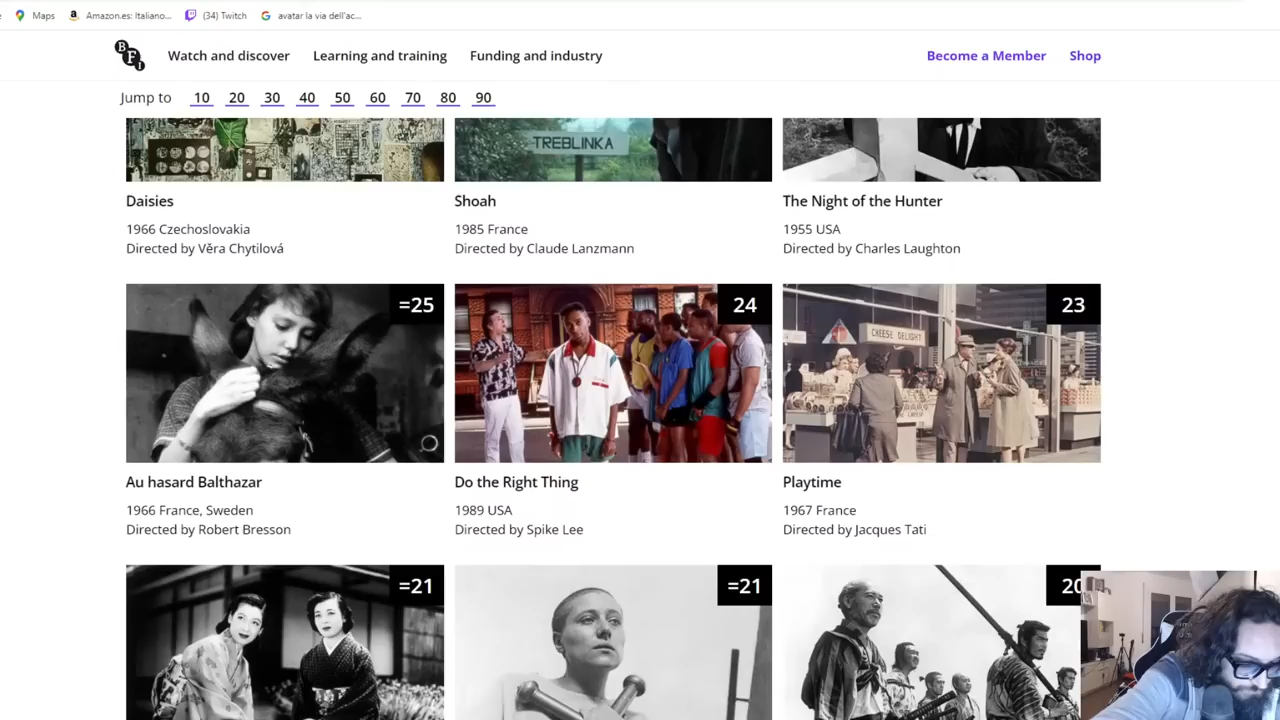 Maps Amazon.es: Italiano... (34) Twitch avatar la via dell'ac...
BFI Watch and discover Learning and training Funding and industry Become a Member Shop
Jump to 10 20 30 40 50 60 70 80 90
TREBLINKA
Daisies
1966 Czechoslovakia
Directed by Věra Chytilová
Shoah
1985 France
Directed by Claude Lanzmann
The Night of the Hunter
1955 USA
Directed by Charles Laughton
=25
Au hasard Balthazar
1966 France, Sweden
Directed by Robert Bresson
24
Do the Right Thing
1989 USA
Directed by Spike Lee
23
CHEESE DELIGHT
Playtime
1967 France
Directed by Jacques Tati
=21
=21
20